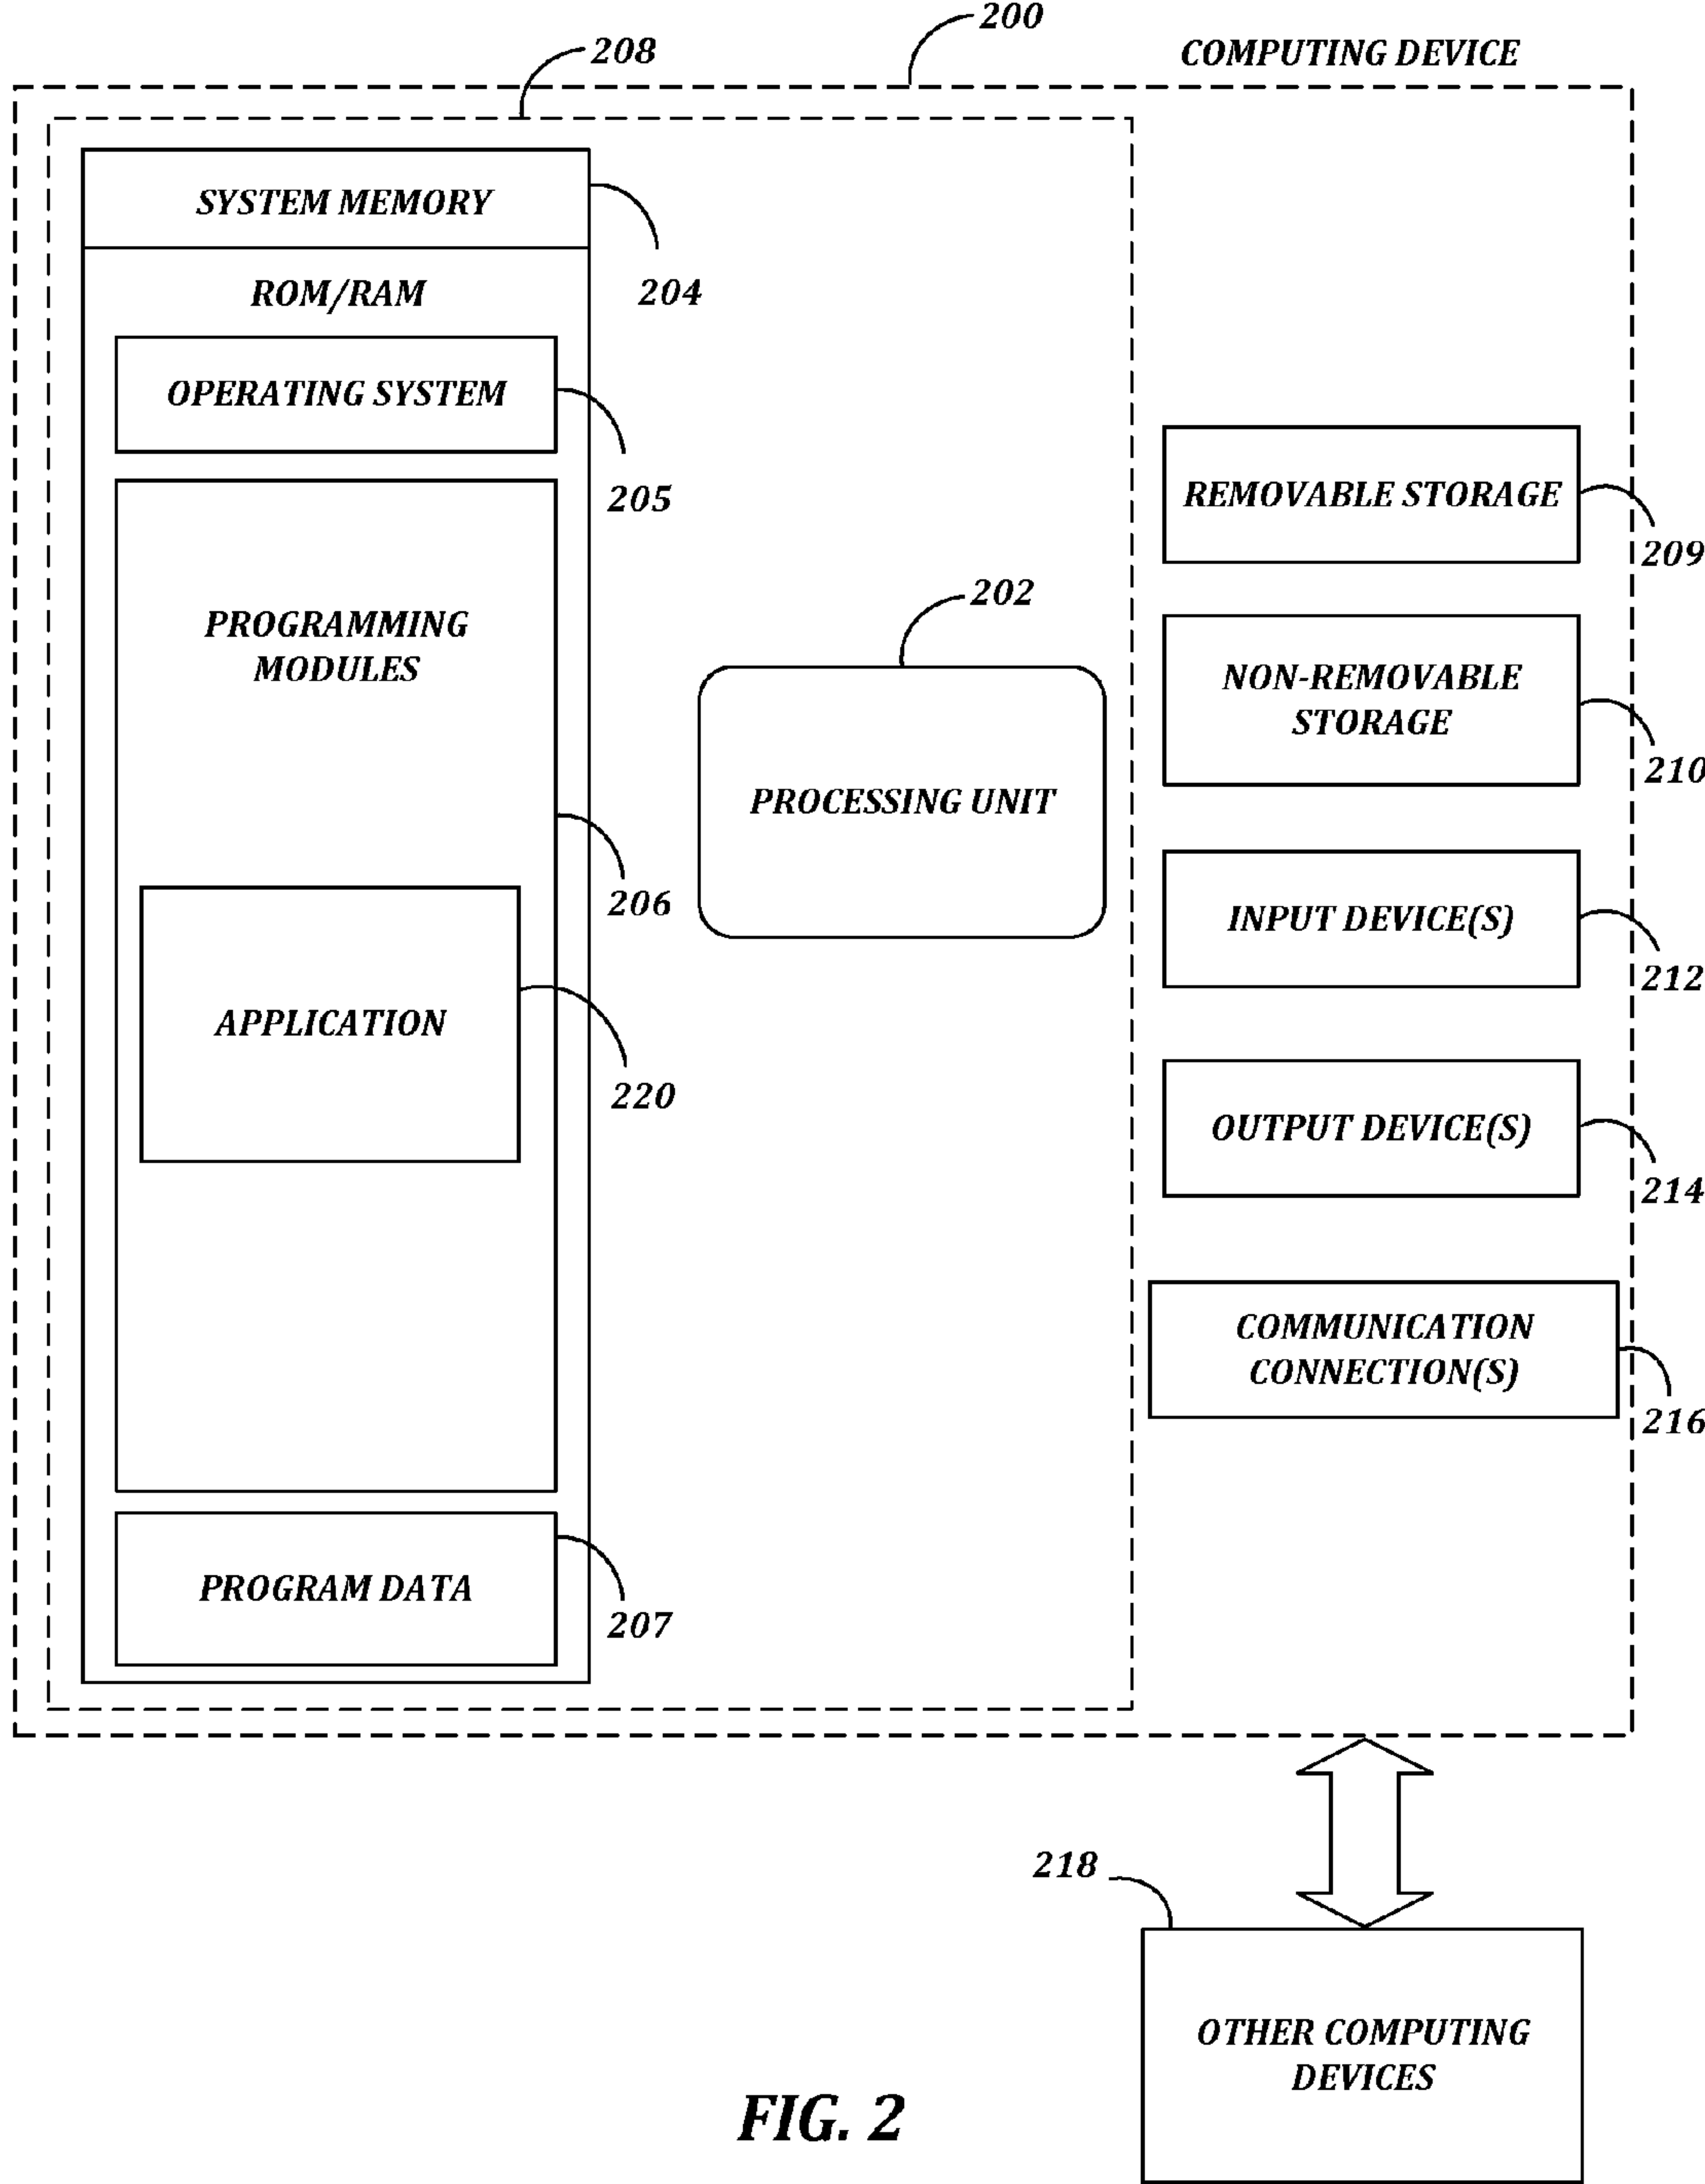 200
208
COMPUTING DEVICE
SYSTEM MEMORY
204
ROM/RAM
OPERATING SYSTEM
205
PROGRAMMING
MODULES
206
APPLICATION
220
PROGRAM DATA
207
202
PROCESSING UNIT
REMOVABLE STORAGE
209
NON-REMOVABLE
STORAGE
210
INPUT DEVICE(S)
212
OUTPUT DEVICE(S)
214
COMMUNICATION
CONNECTION(S)
216
218
OTHER COMPUTING
DEVICES
FIG. 2